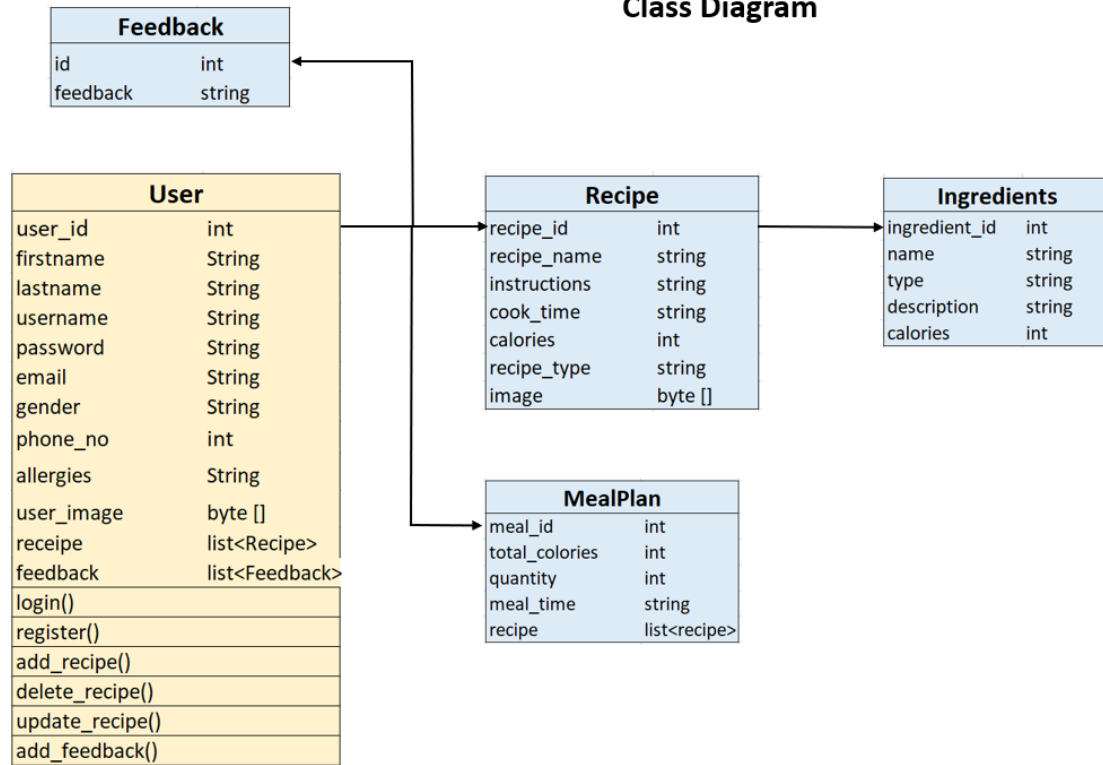 Class Diagram
Feedback
id int
feedback string
User
user_id int
firstname String
lastname String
username String
password String
email String
gender String
phone_no int
allergies String
user_image byte []
receipe list<Recipe>
feedback list<Feedback>
login()
register()
add_recipe()
delete_recipe()
update_recipe()
add_feedback()
Recipe
recipe_id int
recipe_name string
instructions string
cook_time string
calories int
recipe_type string
image byte []
Ingredients
ingredient_id int
name string
type string
description string
calories int
MealPlan
meal_id int
total_colories int
quantity int
meal_time string
recipe list<recipe>